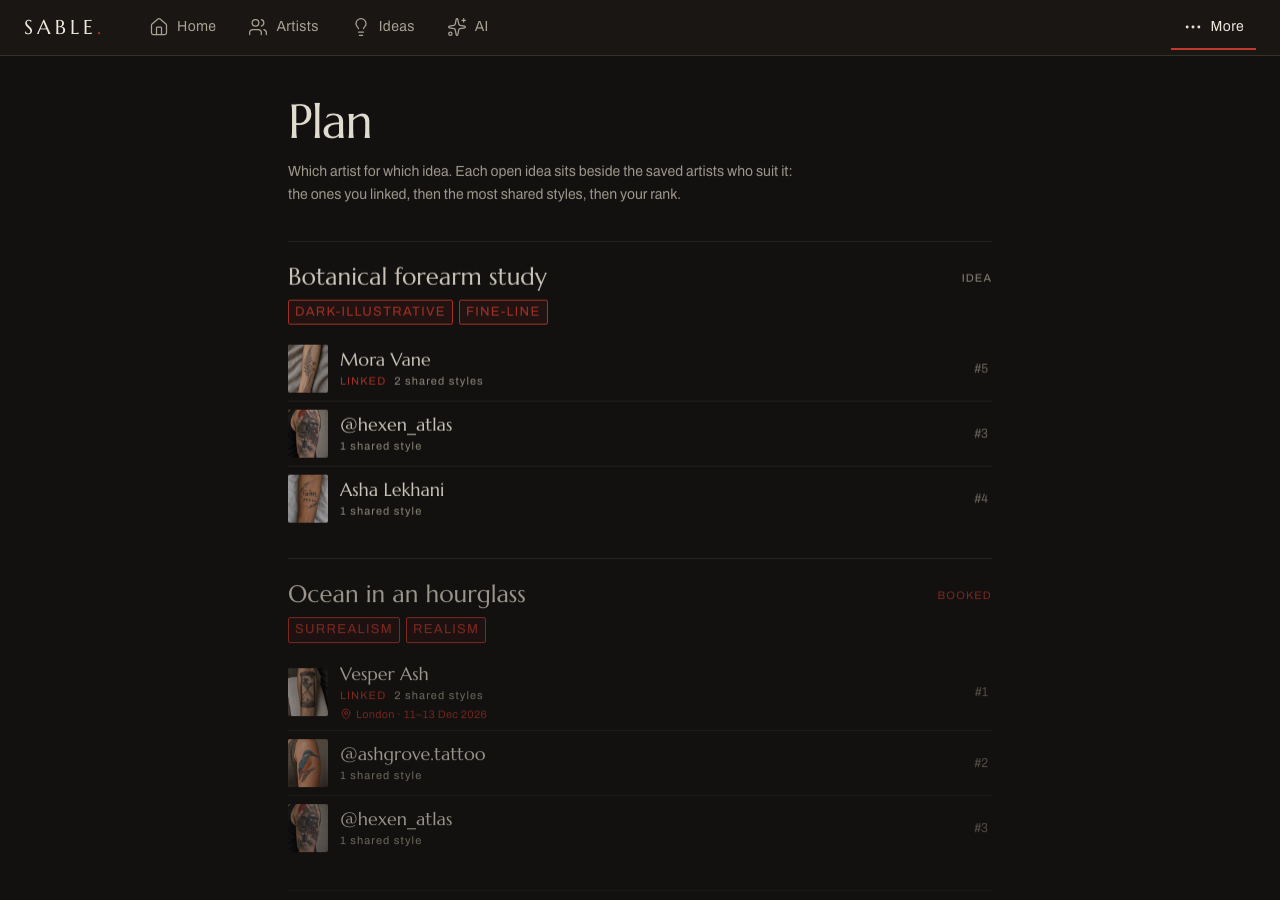 SABLE.
Home
Artists
Ideas
AI
More
Plan
Which artist for which idea. Each open idea sits beside the saved artists who suit it:
the ones you linked, then the most shared styles, then your rank.
Botanical forearm study
IDEA
DARK-ILLUSTRATIVE
FINE-LINE
Mora Vane
LINKED 2 shared styles
#5
@hexen_atlas
1 shared style
#3
Asha Lekhani
1 shared style
#4
Ocean in an hourglass
BOOKED
SURREALISM
REALISM
Vesper Ash
LINKED 2 shared styles
London · 11–13 Dec 2026
#1
@ashgrove.tattoo
1 shared style
#2
@hexen_atlas
1 shared style
#3